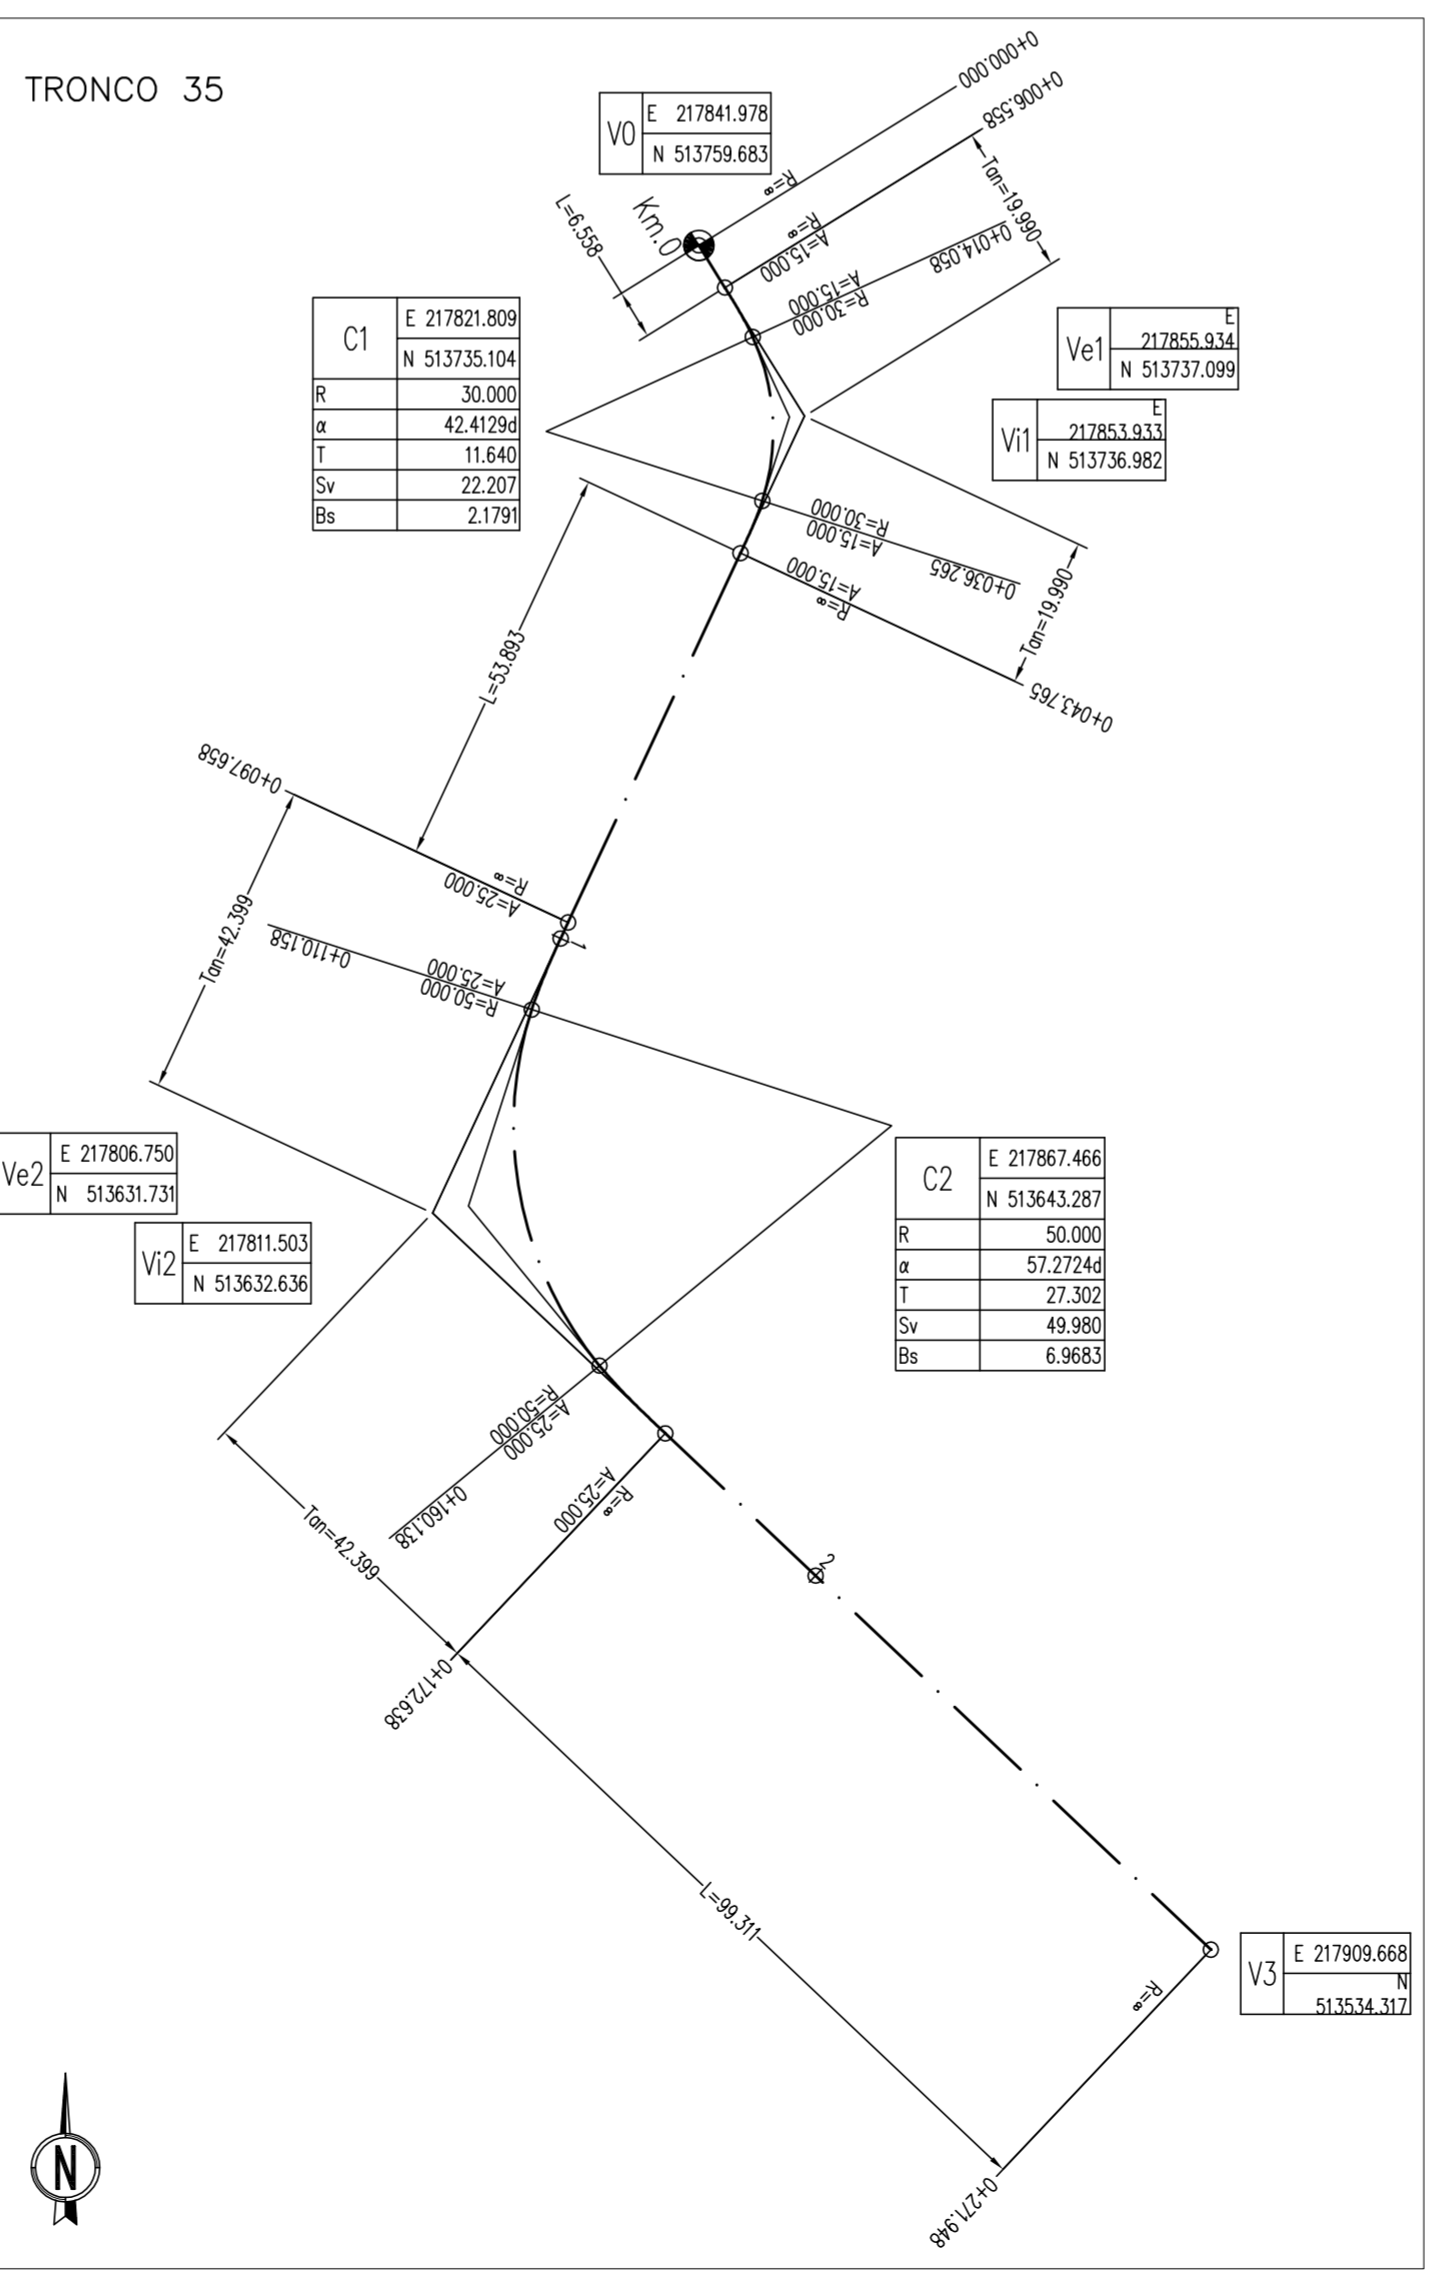 TRONCO 35
0+000.000
0+006.558
V0
E 217841.978
N 513759.683
R=∞
Tan=19.990
L=6.558
Km.0
R=∞
A=15.000
0+014.058
A=15.000
R=30.000
C1
E 217821.809
N 513735.104
R 30.000
α 42.4129d
T 11.640
Sv 22.207
Bs 2.1791
Ve1
E
217855.934
N 513737.099
Vi1
E
217853.933
N 513736.982
R=30.000
A=15.000
0+036.265
A=15.000
R=∞
Tan=19.990
0+043.765
L=53.893
0+097.658
R=∞
A=25.000
Tan=42.399
0+110.158
A=25.000
R=50.000
1
Ve2
E 217806.750
N 513631.731
Vi2
E 217811.503
N 513632.636
C2
E 217867.466
N 513643.287
R 50.000
α 57.2724d
T 27.302
Sv 49.980
Bs 6.9683
R=50.000
A=25.000
0+160.138
A=25.000
R=∞
Tan=42.399
2
0+172.638
L=99.311
V3
E 217909.668
N
513534.317
R=∞
0+271.948
N